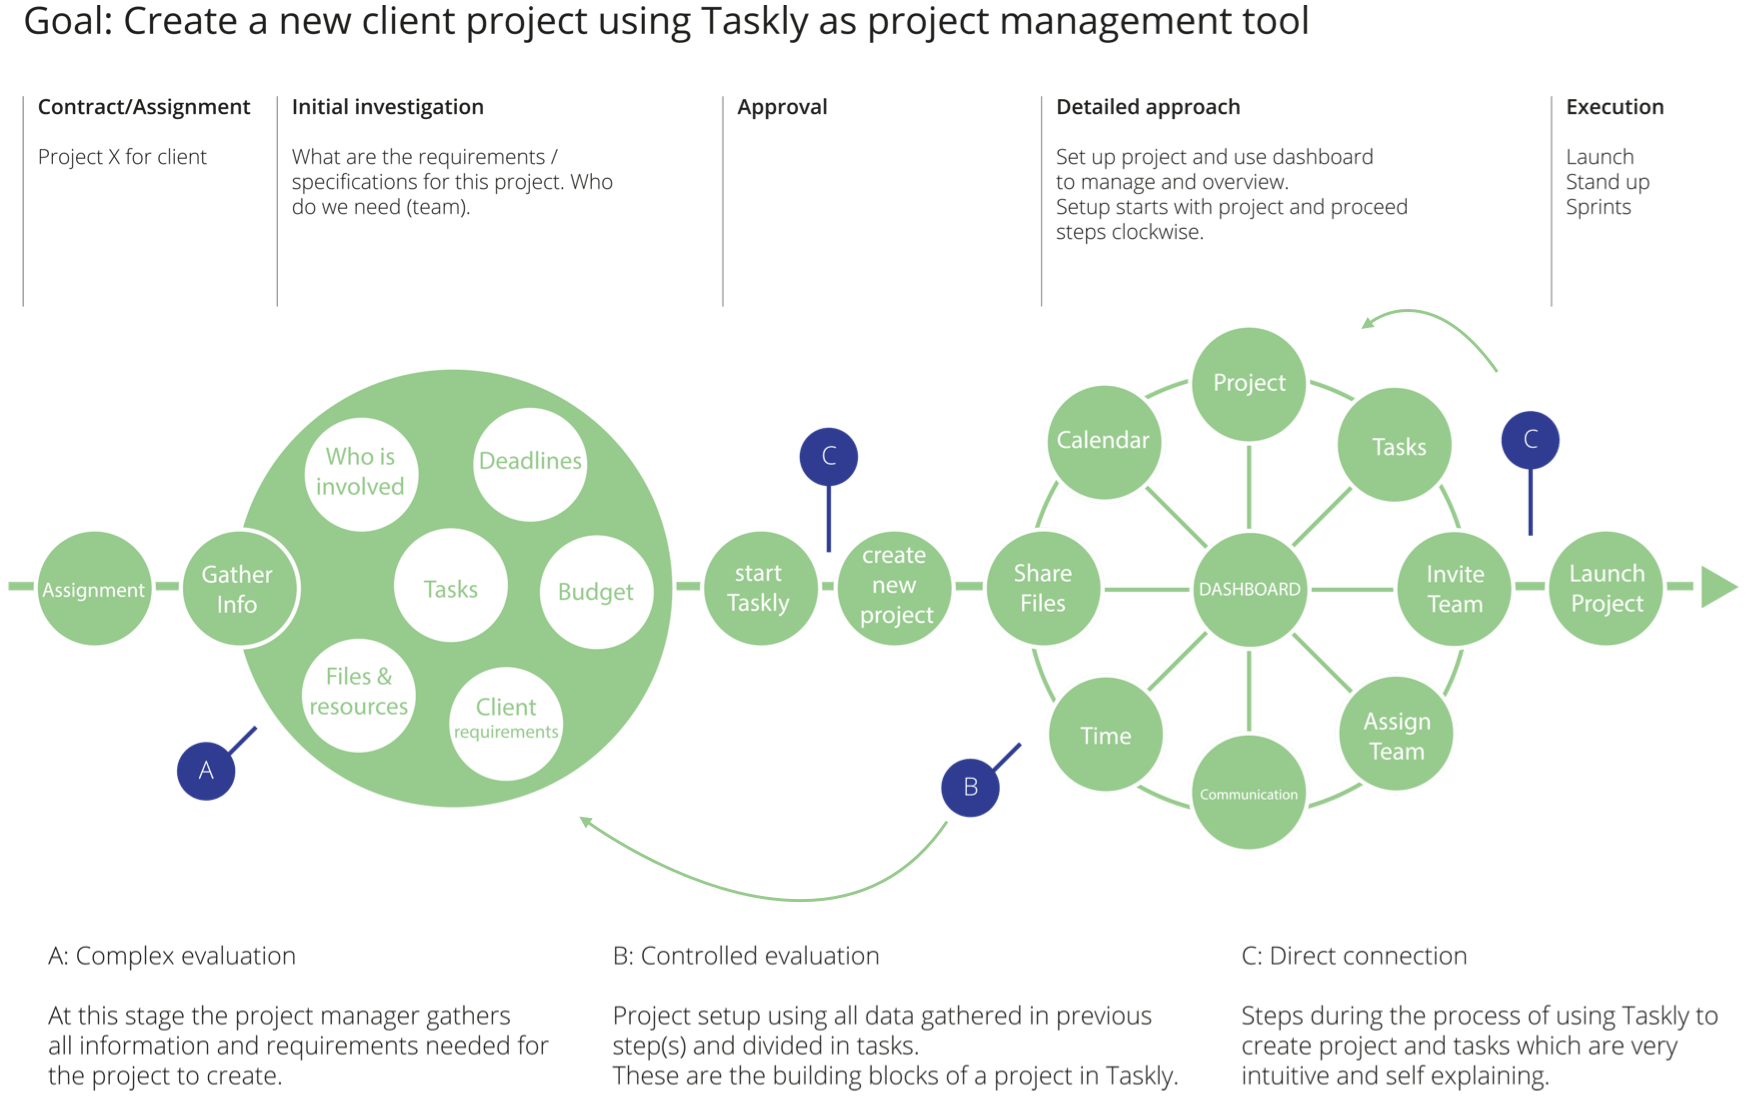 Goal: Create a new client project using Taskly as project management tool
Contract/Assignment
Project X for client
Initial investigation
What are the requirements /
specifications for this project. Who
do we need (team).
Approval
Detailed approach
Set up project and use dashboard
to manage and overview.
Setup starts with project and proceed
steps clockwise.
Execution
Launch
Stand up
Sprints
Assignment
Gather
Info
Who is
involved
Deadlines
Tasks
Budget
Files &
resources
Client
requirements
A
start
Taskly
C
create
new
project
B
Project
Tasks
Invite
Team
Assign
Team
Communication
Time
Share
Files
Calendar
DASHBOARD
C
Launch
Project
A: Complex evaluation
At this stage the project manager gathers
all information and requirements needed for
the project to create.
B: Controlled evaluation
Project setup using all data gathered in previous
step(s) and divided in tasks.
These are the building blocks of a project in Taskly.
C: Direct connection
Steps during the process of using Taskly to
create project and tasks which are very
intuitive and self explaining.